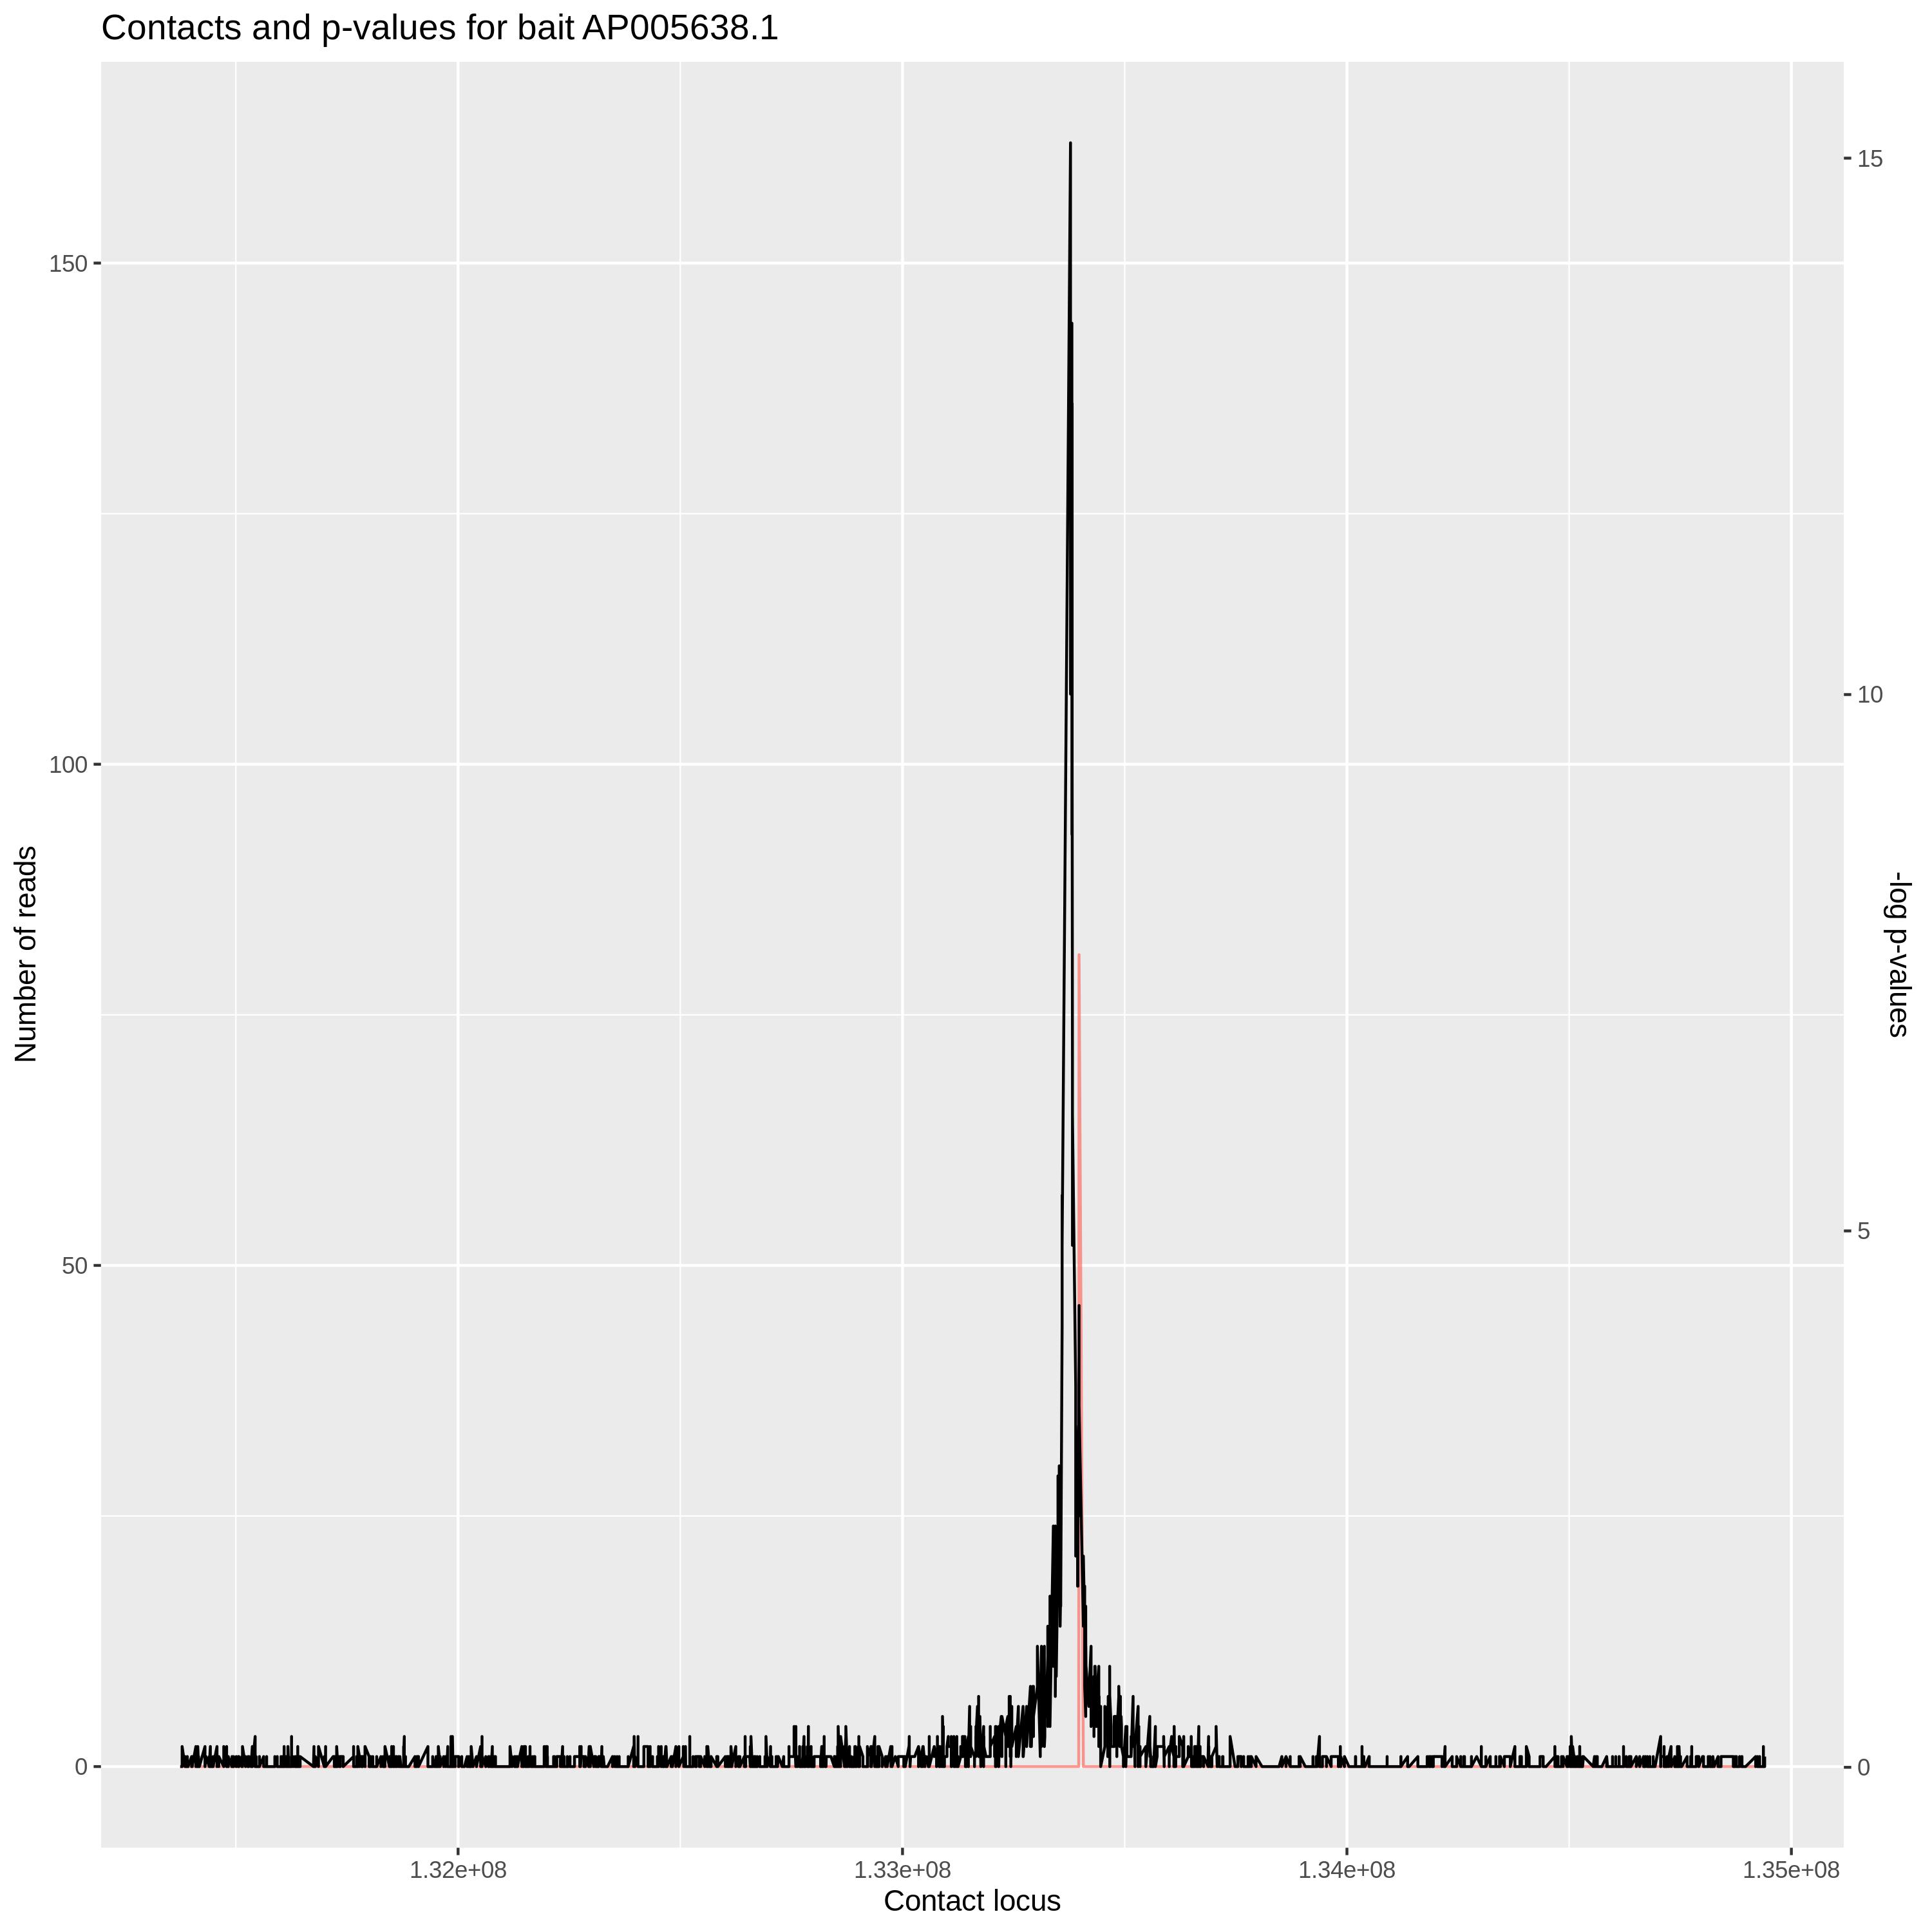 Contacts and p-values for bait AP005638.1
150
100
50
0
Number of reads
15
10
5
0
-log p-values
1.32e+08
1.33e+08
1.34e+08
1.35e+08
Contact locus